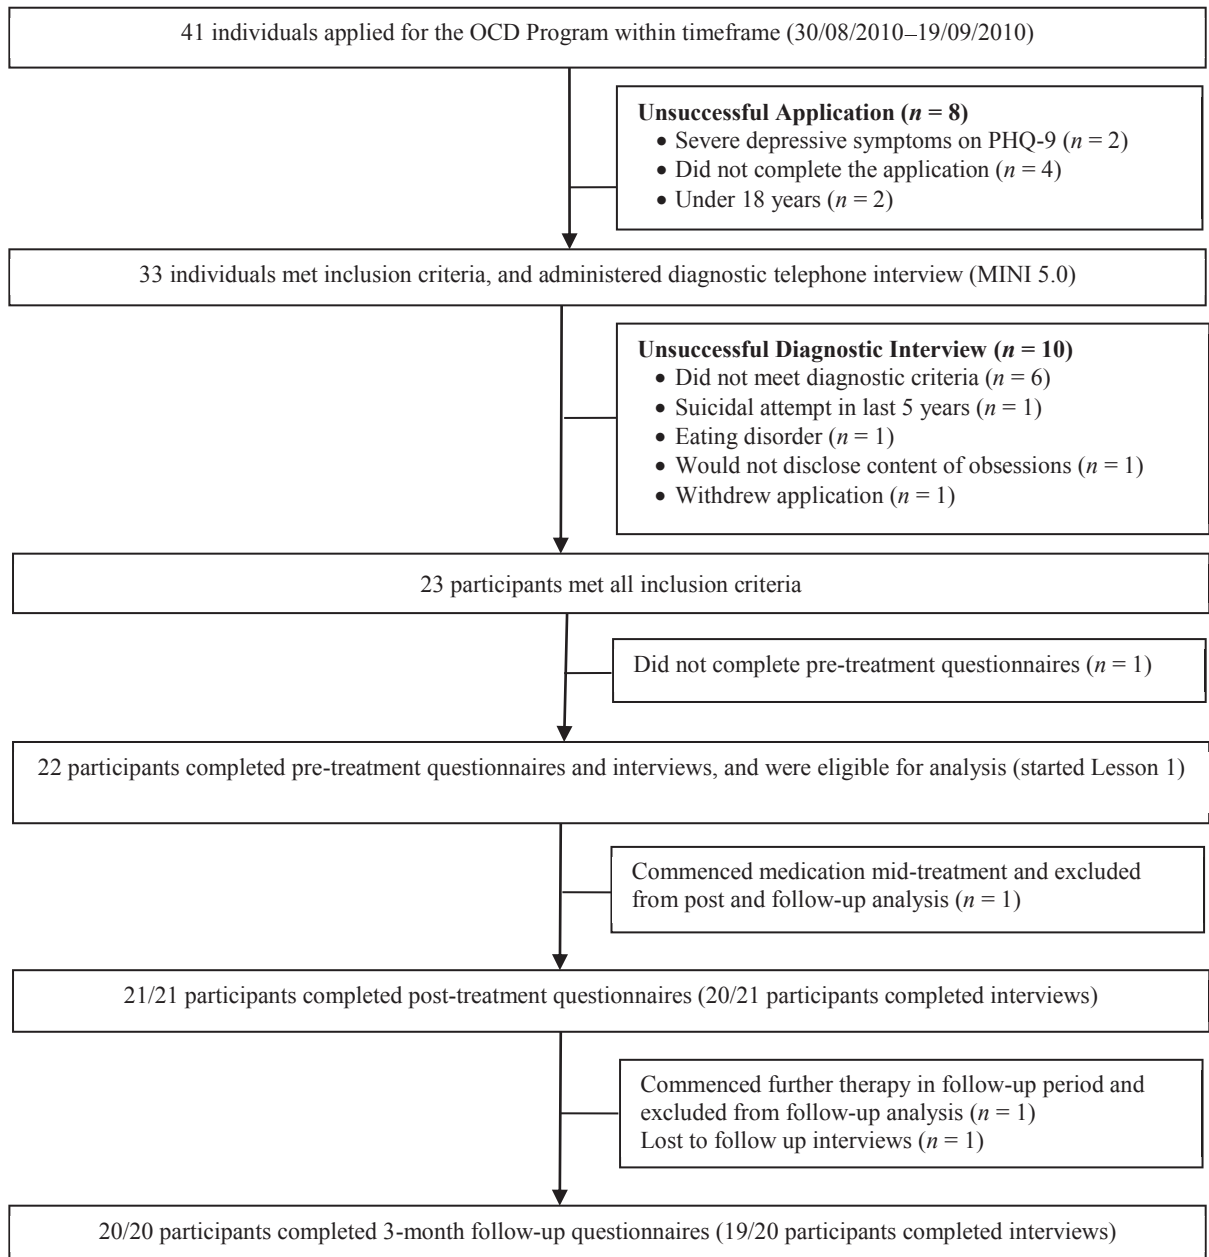 41 individuals applied for the OCD Program within timeframe (30/08/2010–19/09/2010)
Unsuccessful Application (n = 8)
• Severe depressive symptoms on PHQ-9 (n = 2)
• Did not complete the application (n = 4)
• Under 18 years (n = 2)
33 individuals met inclusion criteria, and administered diagnostic telephone interview (MINI 5.0)
Unsuccessful Diagnostic Interview (n = 10)
• Did not meet diagnostic criteria (n = 6)
• Suicidal attempt in last 5 years (n = 1)
• Eating disorder (n = 1)
• Would not disclose content of obsessions (n = 1)
• Withdrew application (n = 1)
23 participants met all inclusion criteria
Did not complete pre-treatment questionnaires (n = 1)
22 participants completed pre-treatment questionnaires and interviews, and were eligible for analysis (started Lesson 1)
Commenced medication mid-treatment and excluded
from post and follow-up analysis (n = 1)
21/21 participants completed post-treatment questionnaires (20/21 participants completed interviews)
Commenced further therapy in follow-up period and
excluded from follow-up analysis (n = 1)
Lost to follow up interviews (n = 1)
20/20 participants completed 3-month follow-up questionnaires (19/20 participants completed interviews)